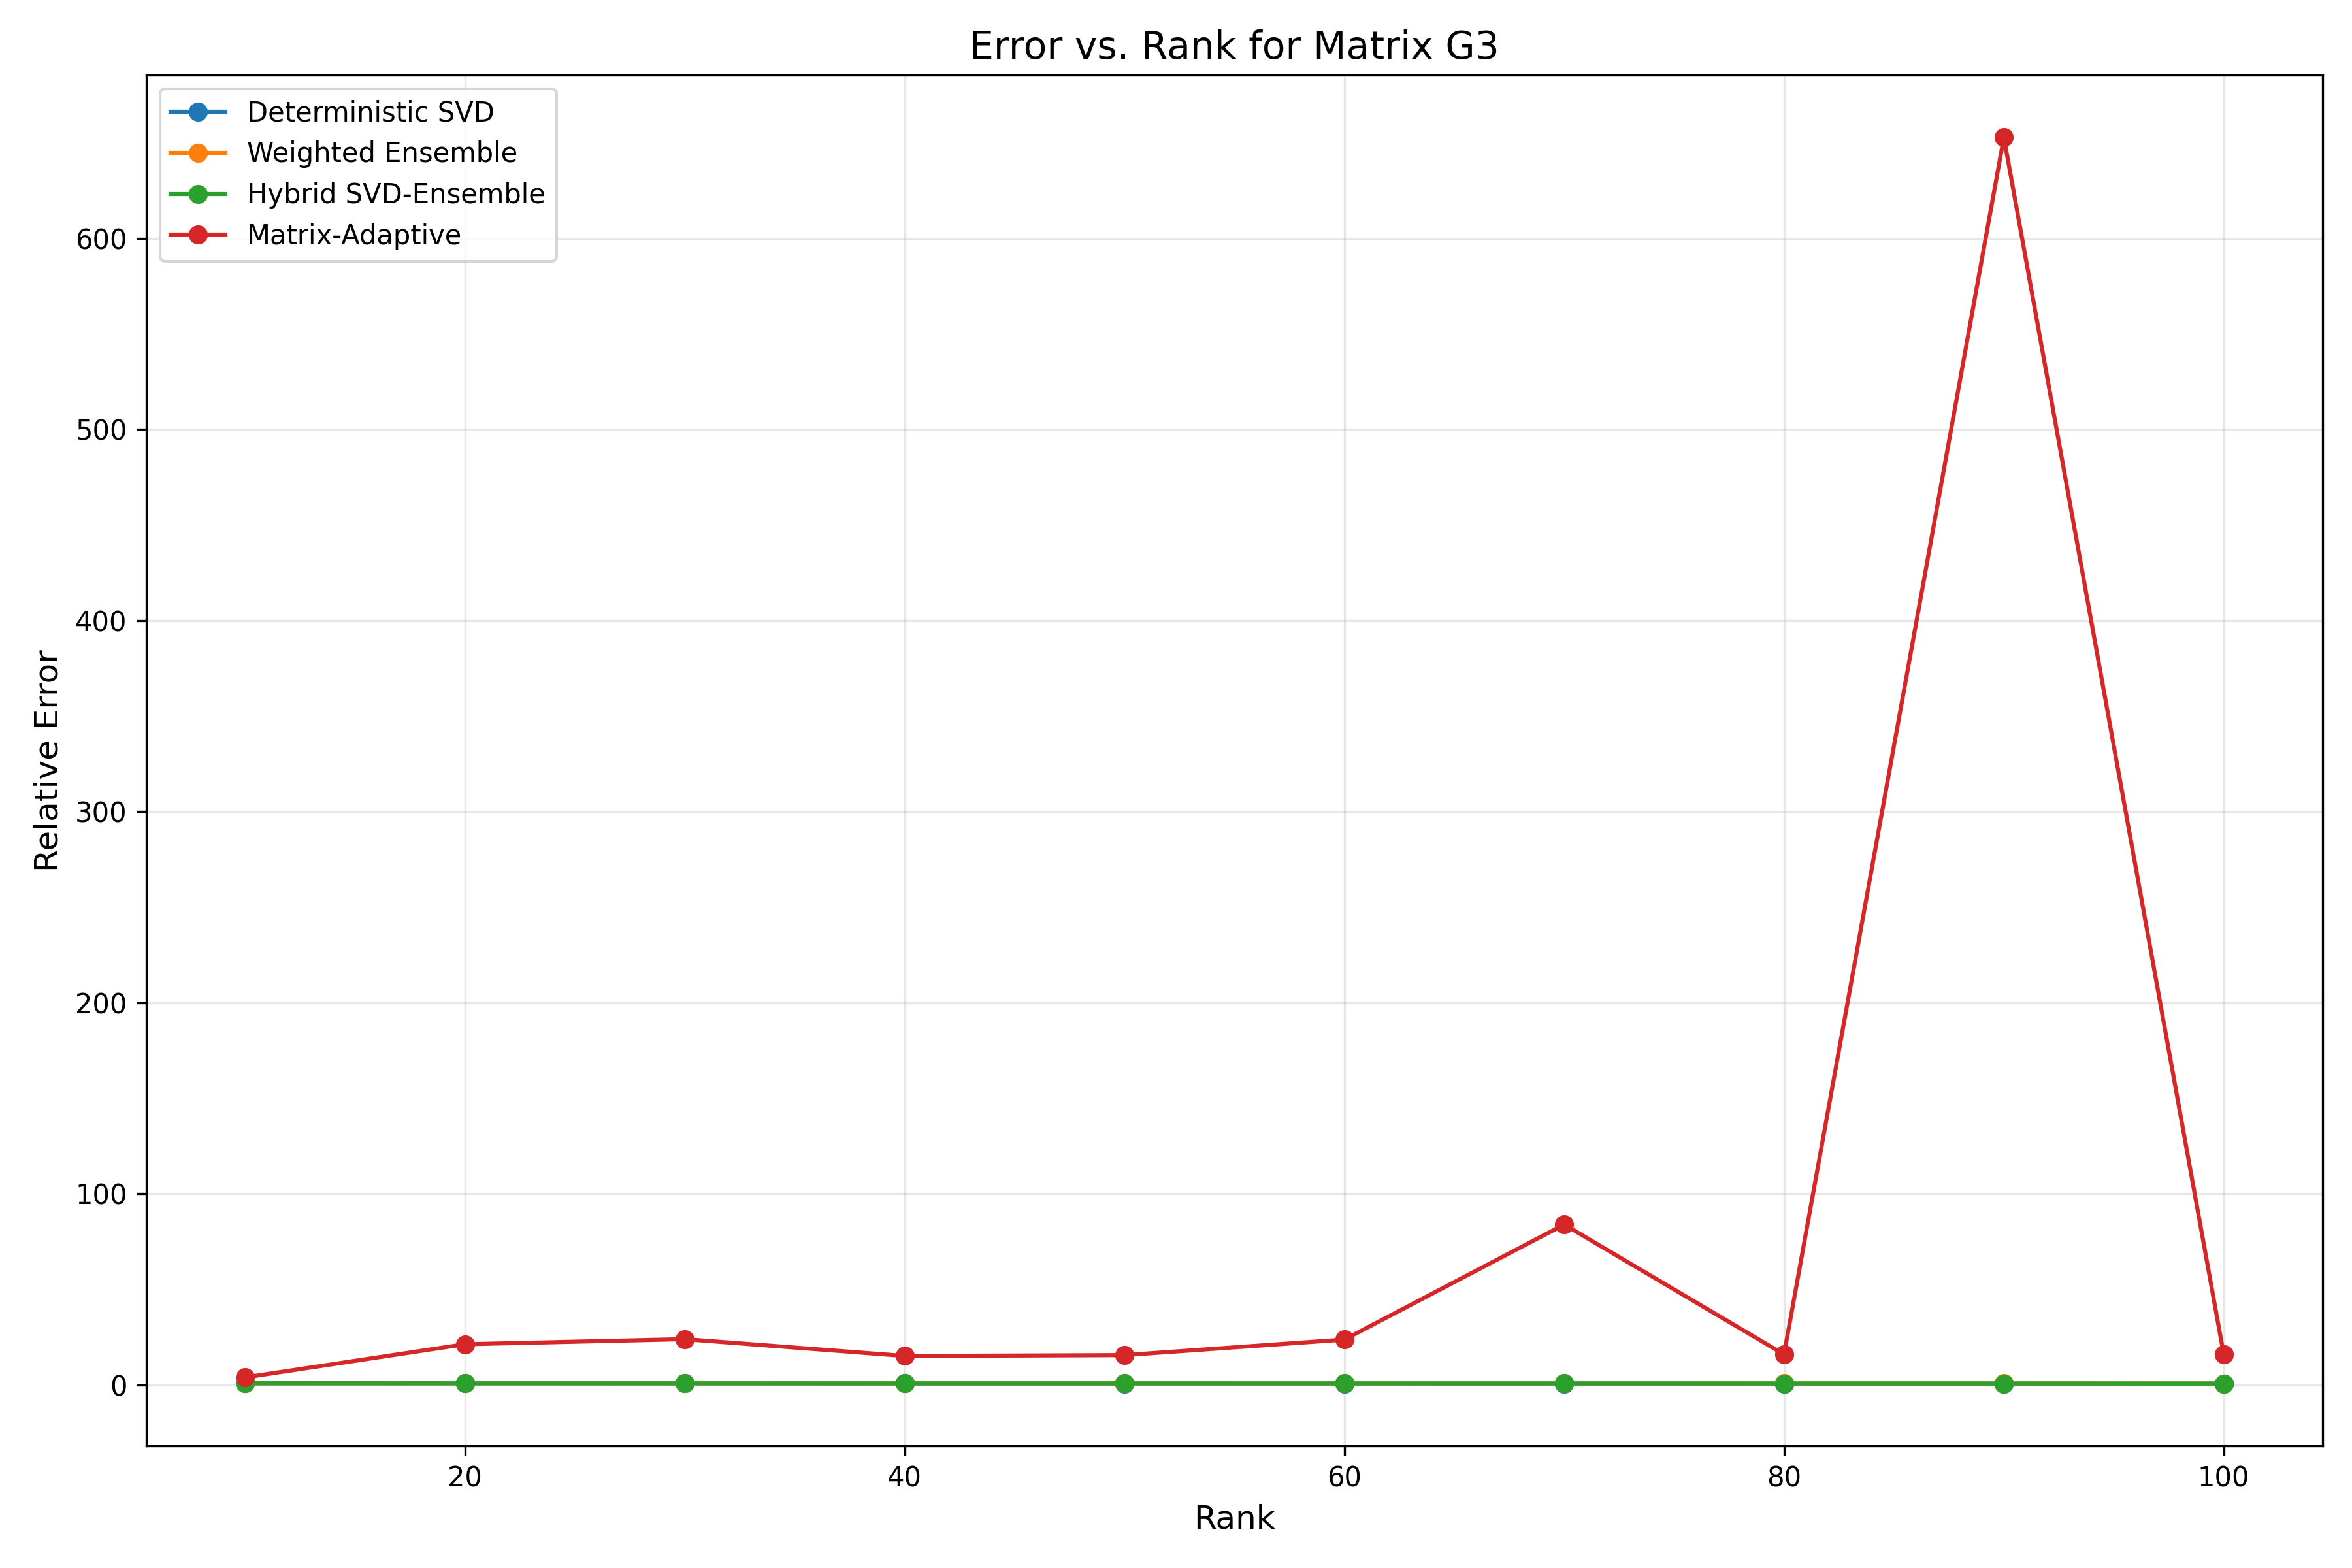 Error vs. Rank for Matrix G3
Deterministic SVD
Weighted Ensemble
Hybrid SVD-Ensemble
Matrix-Adaptive
600
500
400
300
200
100
0
Relative Error
20
40
60
80
100
Rank